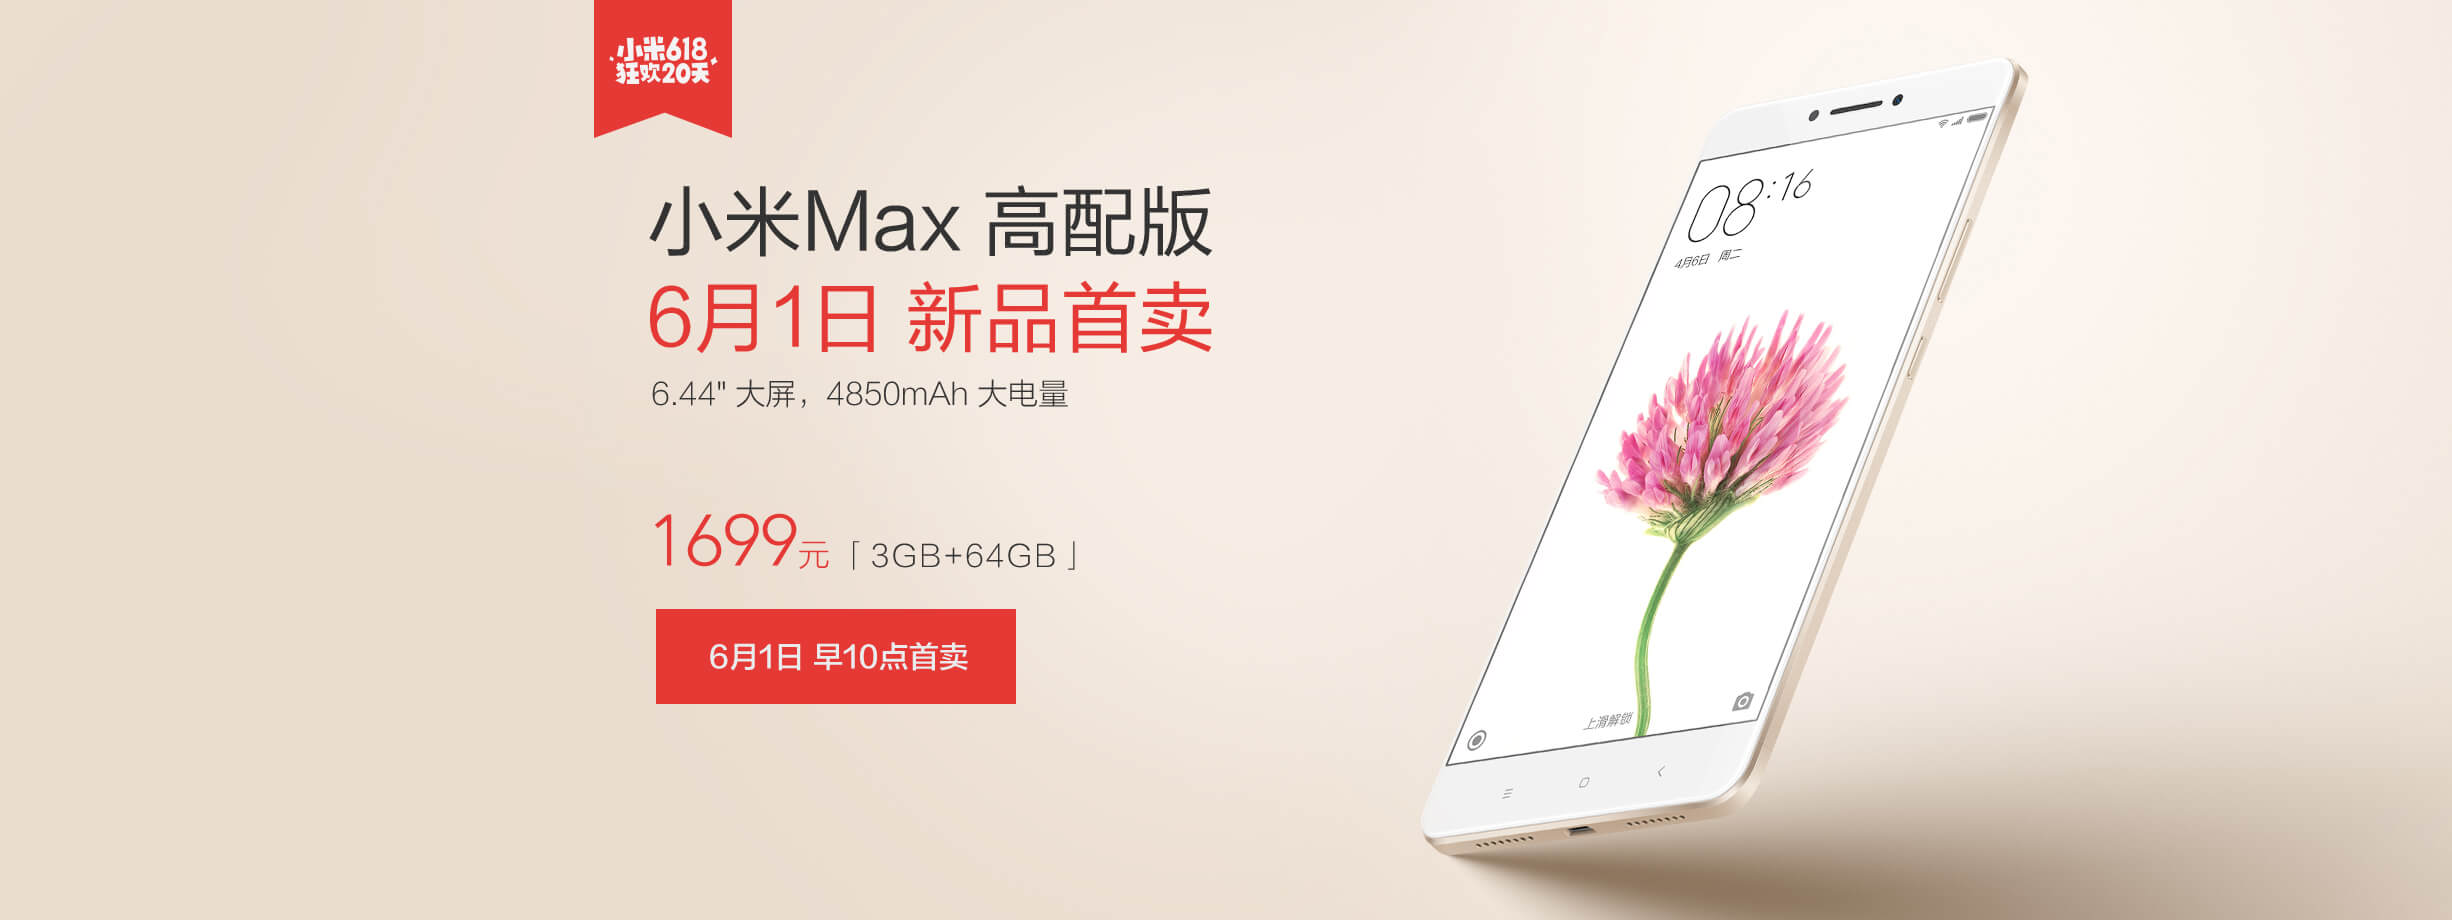 小米618
狂欢20天
小米Max 高配版
6月1日 新品首卖
6.44" 大屏，4850mAh 大电量
1699元「3GB+64GB」
6月1日 早10点首卖
08:16
4月6日 周二
上滑解锁